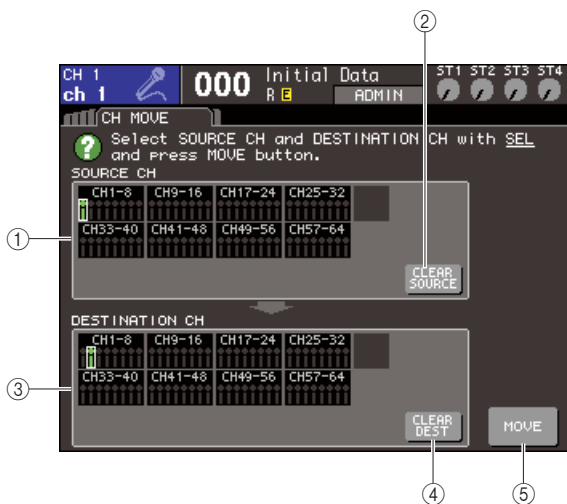 ②
CH 1
ch 1
000
Initial Data
R E
ADMIN
ST1 ST2 ST3 ST4
CH MOVE
? Select SOURCE CH and DESTINATION CH with SEL
and press MOVE button.
SOURCE CH
CH1-8 CH9-16 CH17-24 CH25-32
①
CH33-40 CH41-48 CH49-56 CH57-64
CLEAR
SOURCE
DESTINATION CH
CH1-8 CH9-16 CH17-24 CH25-32
③
CH33-40 CH41-48 CH49-56 CH57-64
CLEAR
DEST
MOVE
④ ⑤